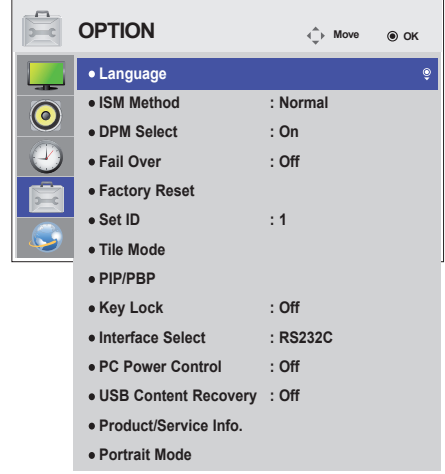 OPTION Move OK
• Language
• ISM Method : Normal
• DPM Select : On
• Fail Over : Off
• Factory Reset
• Set ID : 1
• Tile Mode
• PIP/PBP
• Key Lock : Off
• Interface Select : RS232C
• PC Power Control : Off
• USB Content Recovery : Off
• Product/Service Info.
• Portrait Mode